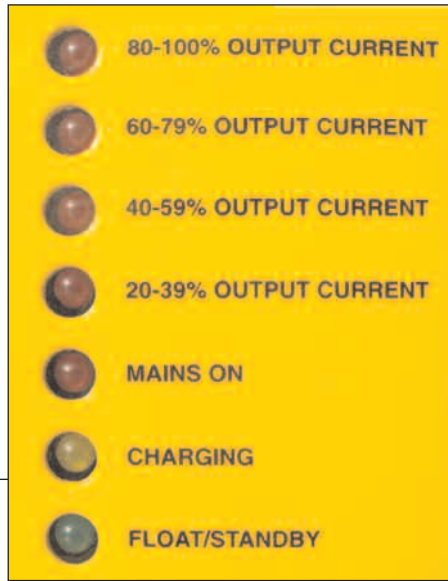 80-100% OUTPUT CURRENT
60-79% OUTPUT CURRENT
40-59% OUTPUT CURRENT
20-39% OUTPUT CURRENT
MAINS ON
CHARGING
FLOAT/STANDBY